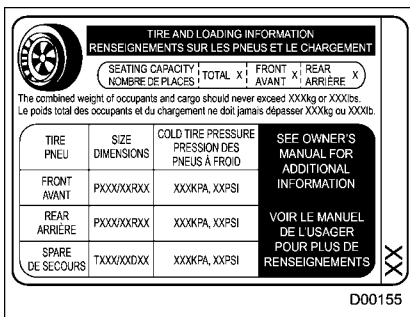 TIRE AND LOADING INFORMATION
RENSEIGNEMENTS SUR LES PNEUS ET LE CHARGEMENT
SEATING CAPACITY
NOMBRE DE PLACES
TOTAL X
FRONT
AVANT
X
REAR
ARRIÈRE
X
The combined weight of occupants and cargo should never exceed XXXkg or XXXlbs.
Le poids total des occupants et du chargement ne doit jamais dépasser XXXkg ou XXXlb.
TIRE
PNEU
SIZE
DIMENSIONS
COLD TIRE PRESSURE
PRESSION DES
PNEUS À FROID
FRONT
AVANT
PXXX/XXRXX
XXXKPA, XXPSI
REAR
ARRIÈRE
PXXX/XXRXX
XXXKPA, XXPSI
SPARE
DE SECOURS
TXXX/XXDXX
XXXKPA, XXPSI
SEE OWNER'S
MANUAL FOR
ADDITIONAL
INFORMATION
VOIR LE MANUEL
DE L'USAGER
POUR PLUS DE
RENSEIGNEMENTS
XX
D00155